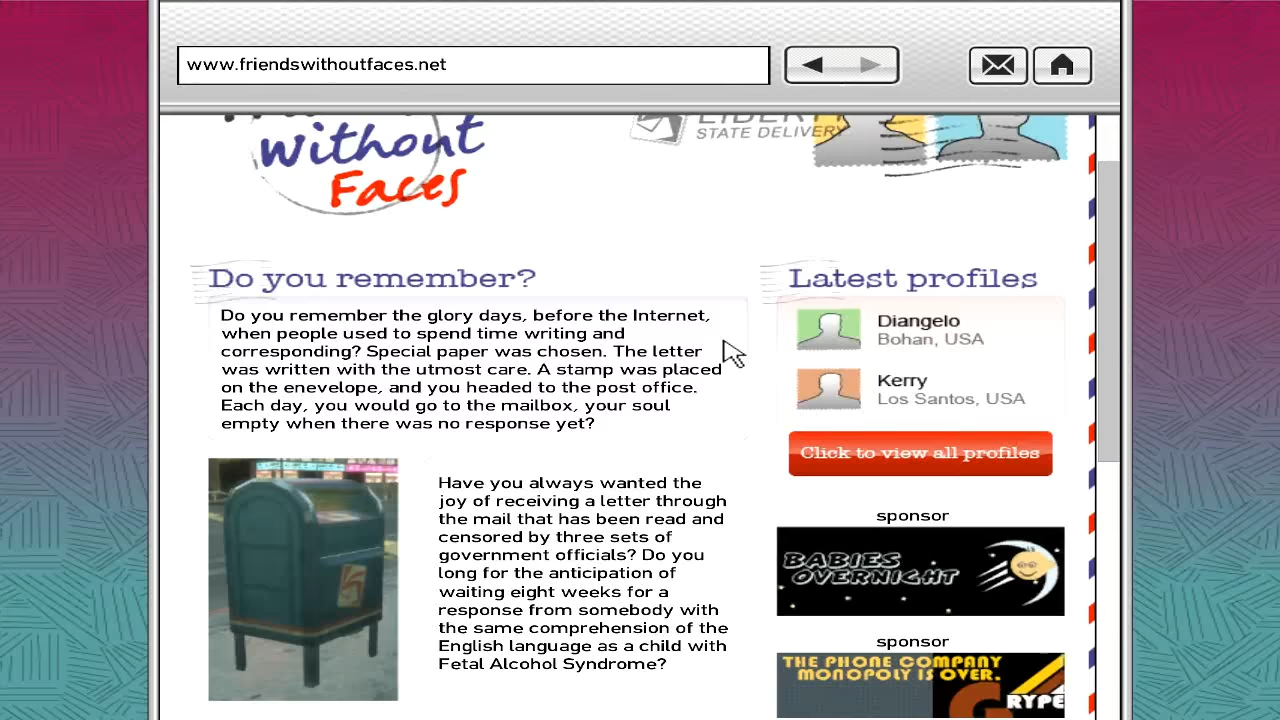 www.friendswithoutfaces.net
without
Faces
STATE DELIVERY
Do you remember?
Do you remember the glory days, before the Internet,
when people used to spend time writing and
corresponding? Special paper was chosen. The letter
was written with the utmost care. A stamp was placed
on the enevelope, and you headed to the post office.
Each day, you would go to the mailbox, your soul
empty when there was no response yet?
Have you always wanted the
joy of receiving a letter through
the mail that has been read and
censored by three sets of
government officials? Do you
long for the anticipation of
waiting eight weeks for a
response from somebody with
the same comprehension of the
English language as a child with
Fetal Alcohol Syndrome?
Latest profiles
Diangelo
Bohan, USA
Kerry
Los Santos, USA
Click to view all profiles
sponsor
BABIES
OVERNIGHT
sponsor
THE PHONE COMPANY
MONOPOLY IS OVER.
GRYPE